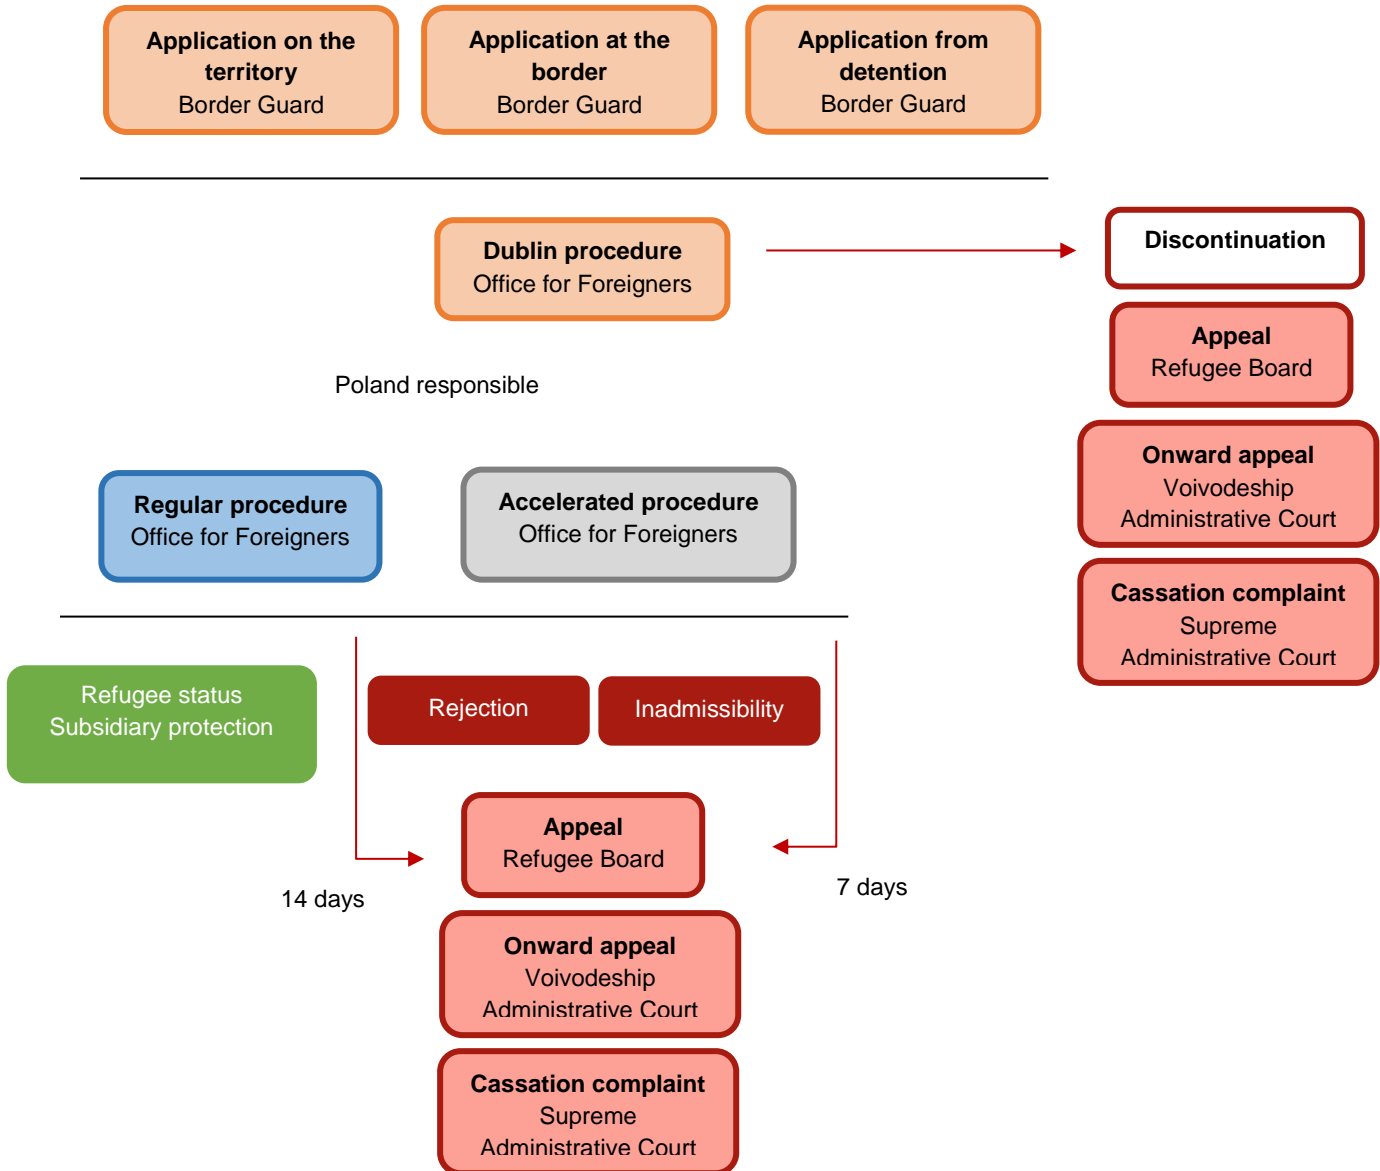 Application on the
territory
Border Guard
Application at the
border
Border Guard
Application from
detention
Border Guard
Dublin procedure
Office for Foreigners
Discontinuation
Appeal
Refugee Board
Onward appeal
Voivodeship
Administrative Court
Cassation complaint
Supreme
Administrative Court
Poland responsible
Regular procedure
Office for Foreigners
Accelerated procedure
Office for Foreigners
Refugee status
Subsidiary protection
Rejection
Inadmissibility
Appeal
Refugee Board
14 days
7 days
Onward appeal
Voivodeship
Administrative Court
Cassation complaint
Supreme
Administrative Court